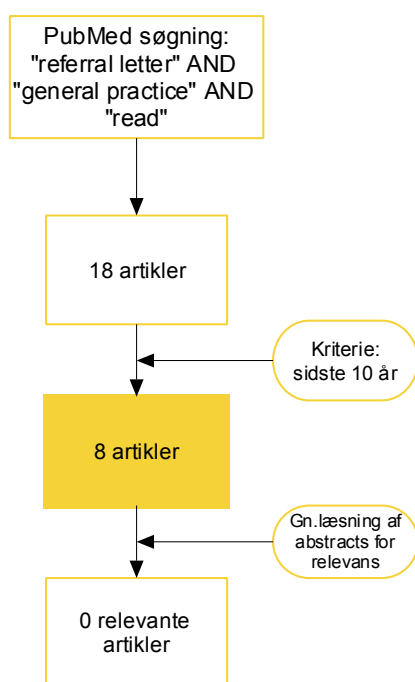 PubMed søgning:
"referral letter" AND
"general practice" AND
"read"
18 artikler
Kriterie:
sidste 10 år
8 artikler
Gn.læsning af
abstracts for
relevans
0 relevante
artikler